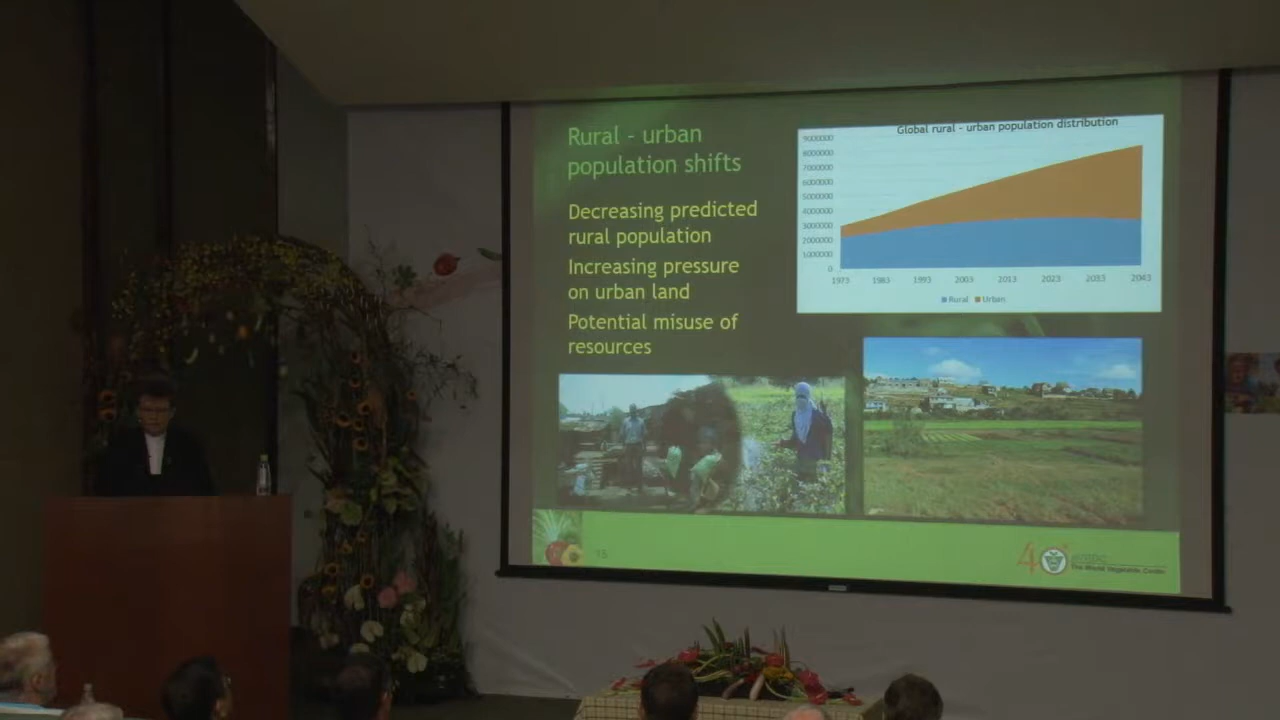 Rural - urban
population shifts
Decreasing predicted
rural population
Increasing pressure
on urban land
Potential misuse of
resources
Global rural - urban population distribution
9000000
8000000
7000000
6000000
5000000
4000000
3000000
2000000
1000000
0
1973 1983 1993 2003 2013 2023 2033 2043
Rural Urban
15
40
The World Vegetable Center